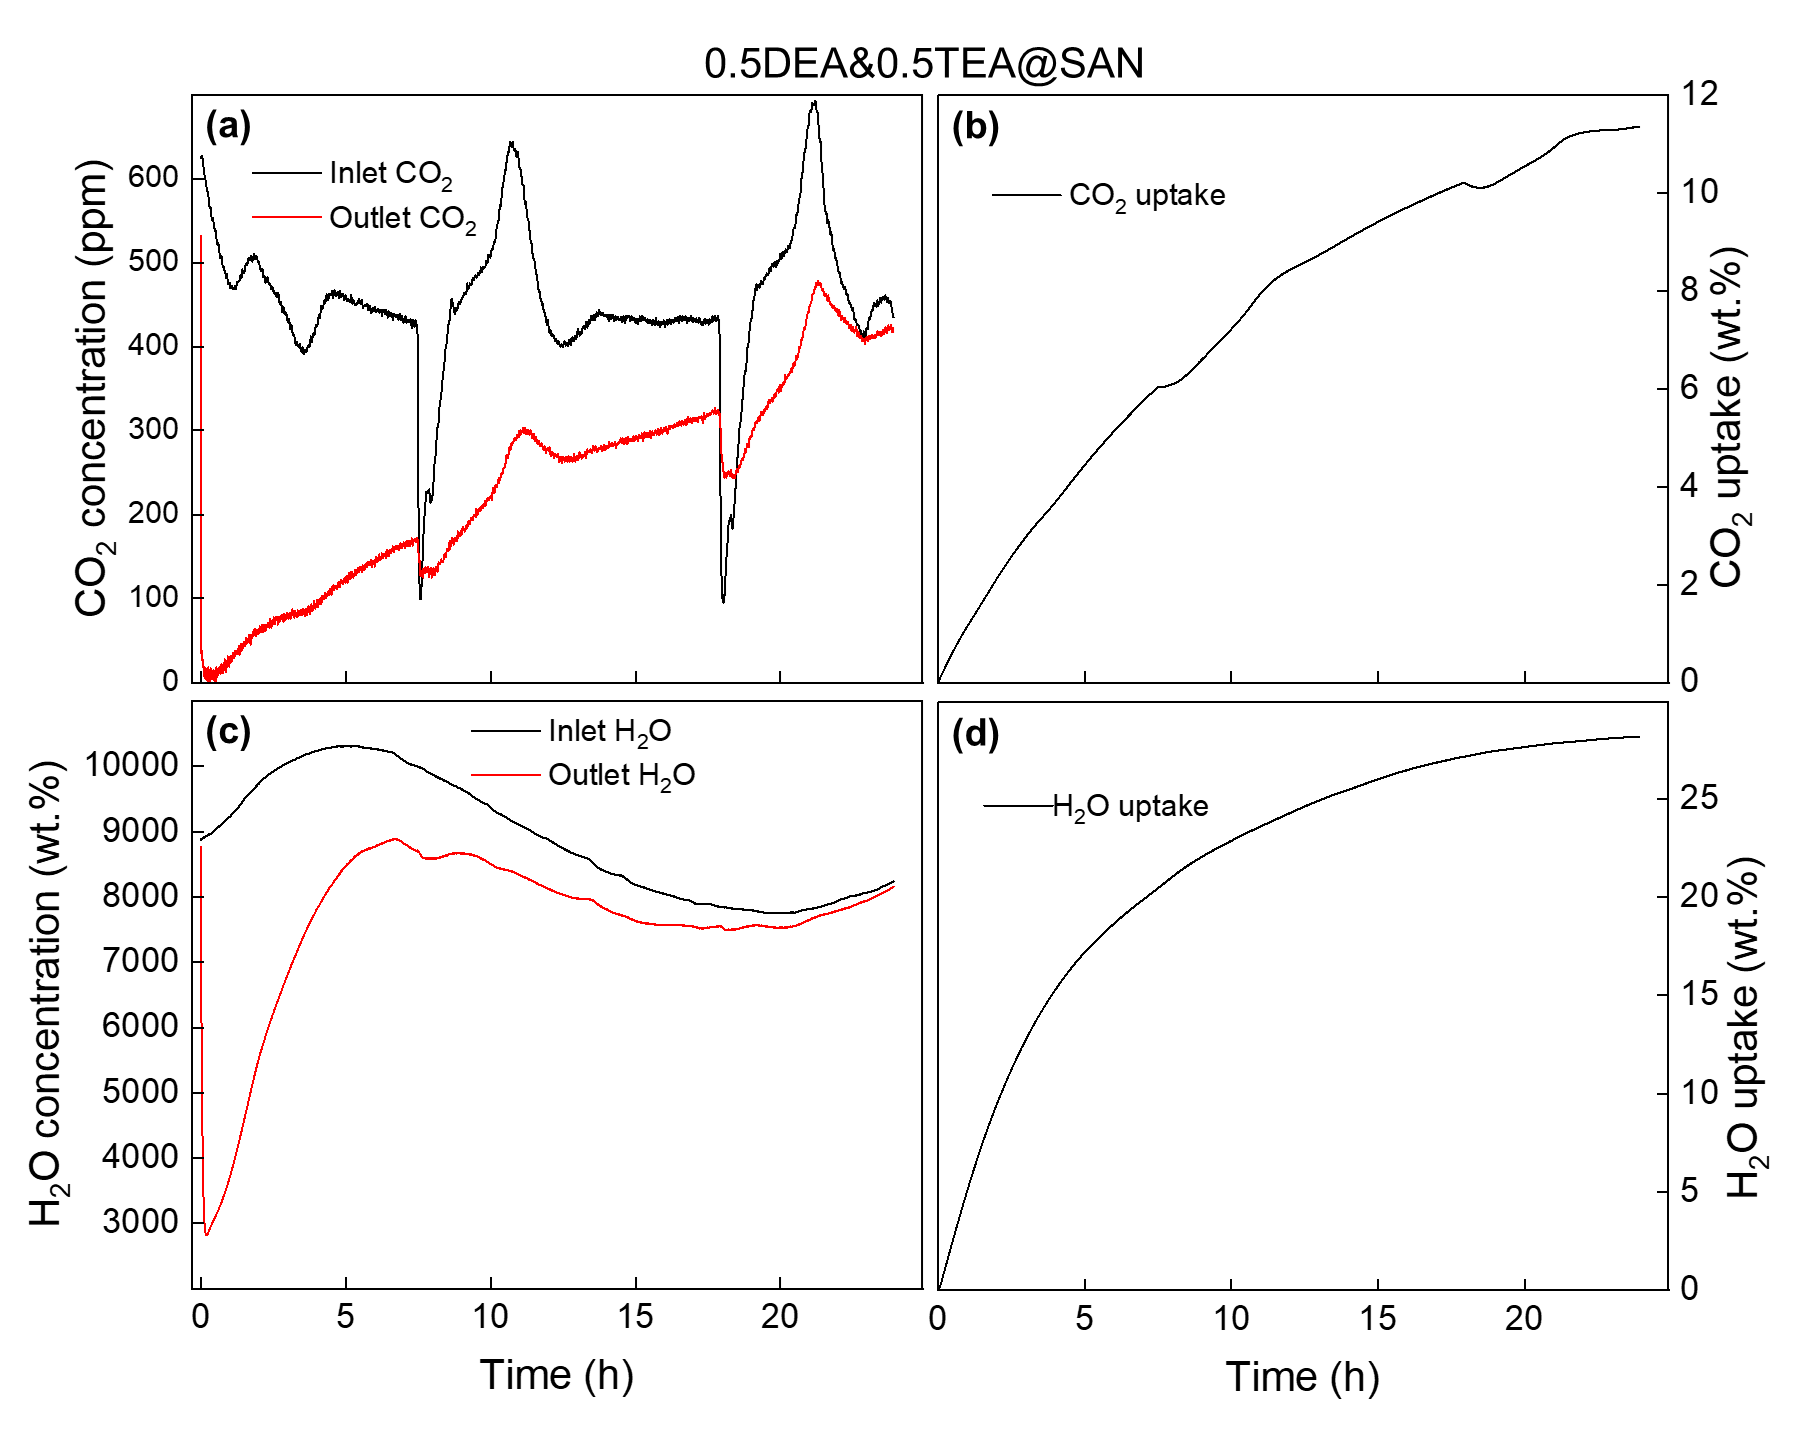 0.5DEA&0.5TEA@SAN
(a)
Inlet CO₂
Outlet CO₂
CO₂ concentration (ppm)
600
500
400
300
200
100
0
(b)
CO₂ uptake
12
10
8
6
4
2
0
CO₂ uptake (wt.%)
(c)
Inlet H₂O
Outlet H₂O
H₂O concentration (wt.%)
10000
9000
8000
7000
6000
5000
4000
3000
0 5 10 15 20
Time (h)
(d)
H₂O uptake
25
20
15
10
5
0
H₂O uptake (wt.%)
0 5 10 15 20
Time (h)